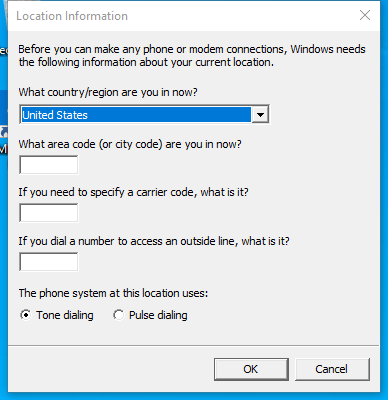 Location Information
Before you can make any phone or modem connections, Windows needs
the following information about your current location.
What country/region are you in now?
United States
What area code (or city code) are you in now?
If you need to specify a carrier code, what is it?
If you dial a number to access an outside line, what is it?
The phone system at this location uses:
Tone dialing
Pulse dialing
OK
Cancel